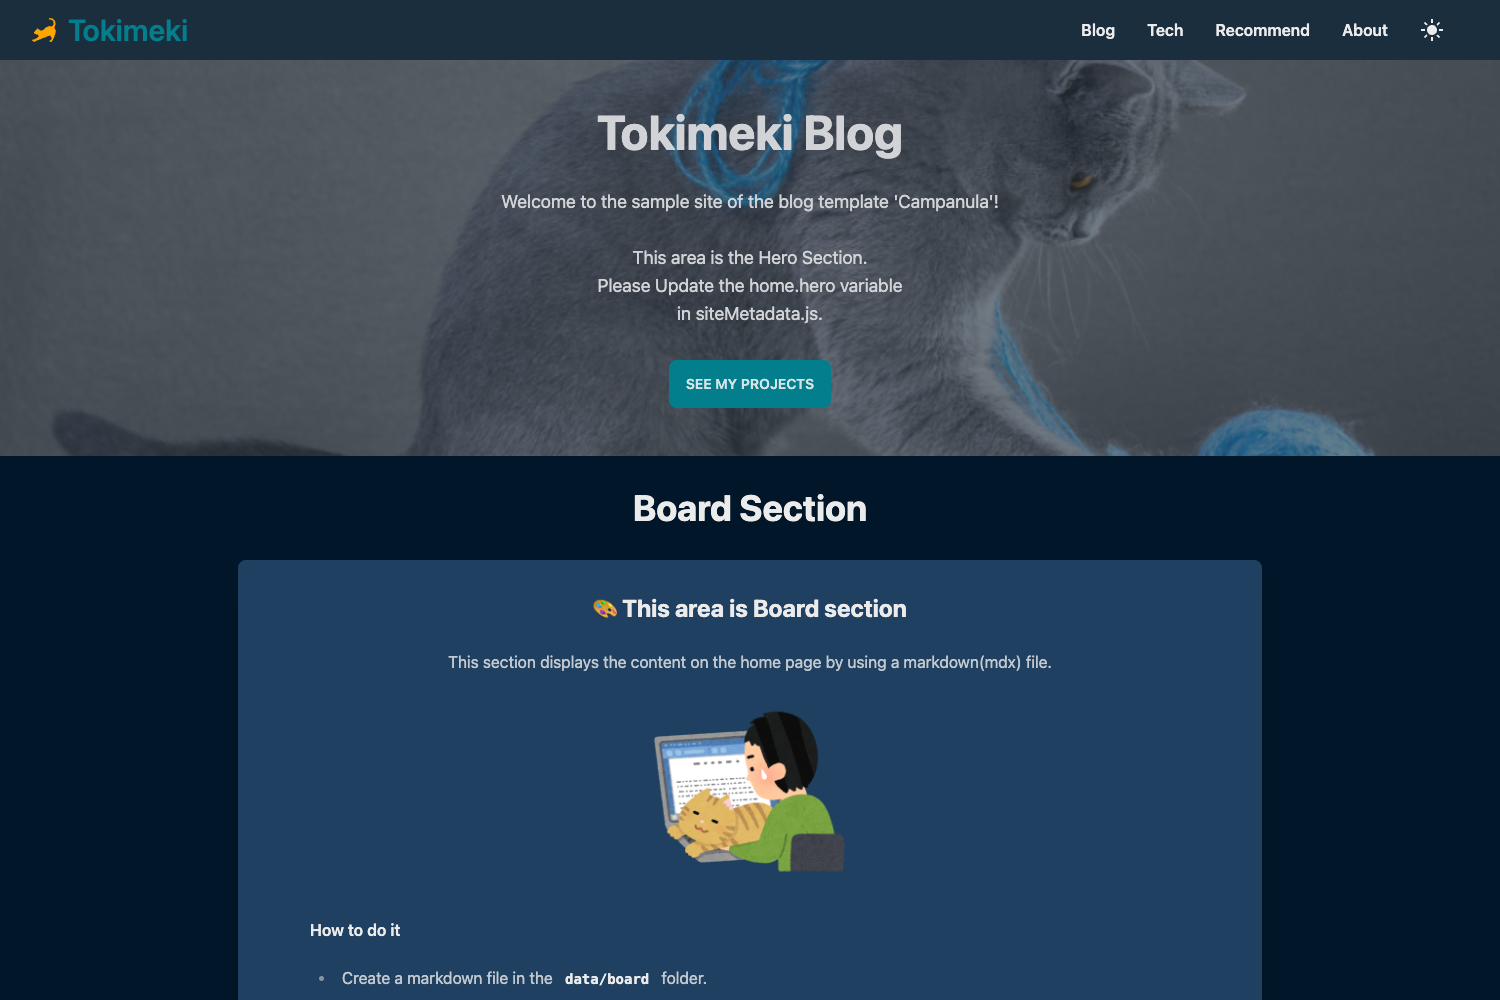 Tokimeki
Blog Tech Recommend About
Tokimeki Blog
Welcome to the sample site of the blog template 'Campanula'!
This area is the Hero Section.
Please Update the home.hero variable
in siteMetadata.js.
SEE MY PROJECTS
Board Section
🎨 This area is Board section
This section displays the content on the home page by using a markdown(mdx) file.
How to do it
• Create a markdown file in the data/board folder.